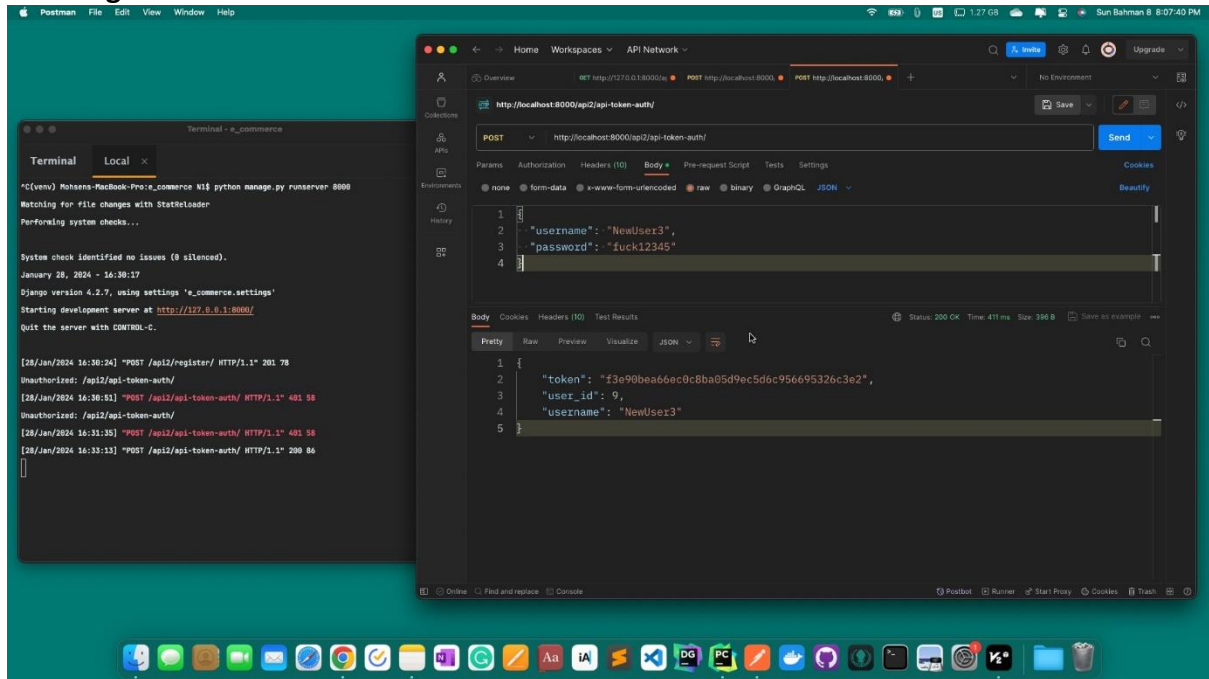 Postman File Edit View Window Help
1.27 GB Sun Bahman 8 8:07:40 PM
Terminal - e_commerce
Terminal Local ×
^C(venv) Mohsens-MacBook-Pro:e_commerce N1$ python manage.py runserver 8000
Watching for file changes with StatReloader
Performing system checks...
System check identified no issues (0 silenced).
January 28, 2024 - 16:30:17
Django version 4.2.7, using settings 'e_commerce.settings'
Starting development server at http://127.0.0.1:8000/
Quit the server with CONTROL-C.
[28/Jan/2024 16:30:24] "POST /api2/register/ HTTP/1.1" 201 78
Unauthorized: /api2/api-token-auth/
[28/Jan/2024 16:30:51] "POST /api2/api-token-auth/ HTTP/1.1" 401 58
Unauthorized: /api2/api-token-auth/
[28/Jan/2024 16:31:35] "POST /api2/api-token-auth/ HTTP/1.1" 401 58
[28/Jan/2024 16:33:13] "POST /api2/api-token-auth/ HTTP/1.1" 200 86
Home Workspaces API Network Invite Upgrade
Overview GET http://127.0.0.1:8000/a POST http://localhost:8000, POST http://localhost:8000, + No Environment
Collections
APIs
Environments
History
http://localhost:8000/api2/api-token-auth/ Save
POST http://localhost:8000/api2/api-token-auth/ Send
Params Authorization Headers (10) Body Pre-request Script Tests Settings Cookies
none form-data x-www-form-urlencoded raw binary GraphQL JSON Beautify
1 {
2 "username": "NewUser3",
3 "password": "fuck12345"
4 }
Body Cookies Headers (10) Test Results Status: 200 OK Time: 411 ms Size: 396 B Save as example
Pretty Raw Preview Visualize JSON
1 {
2 "token": "f3e90bea66ec0c8ba05d9ec5d6c956695326c3e2",
3 "user_id": 9,
4 "username": "NewUser3"
5 }
Online Find and replace Console Postbot Runner Start Proxy Cookies Trash
Aa iA DG PC